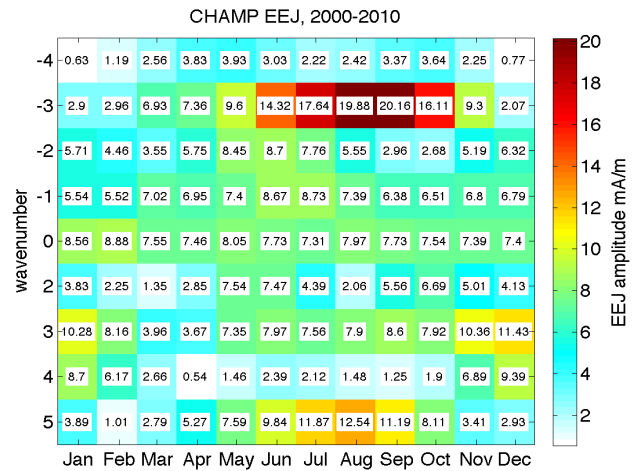 CHAMP EEJ, 2000-2010
-4 0.63 1.19 2.56 3.83 3.93 3.03 2.22 2.42 3.37 3.64 2.25 0.77
-3 2.9 2.96 6.93 7.36 9.6 14.32 17.64 19.88 20.16 16.11 9.3 2.07
-2 5.71 4.46 3.55 5.75 8.45 8.7 7.76 5.55 2.96 2.68 5.19 6.32
-1 5.54 5.52 7.02 6.95 7.4 8.67 8.73 7.39 6.38 6.51 6.8 6.79
0 8.56 8.88 7.55 7.46 8.05 7.73 7.31 7.97 7.73 7.54 7.39 7.4
2 3.83 2.25 1.35 2.85 7.54 7.47 4.39 2.06 5.56 6.69 5.01 4.13
3 10.28 8.16 3.96 3.67 7.35 7.97 7.56 7.9 8.6 7.92 10.36 11.43
4 8.7 6.17 2.66 0.54 1.46 2.39 2.12 1.48 1.25 1.9 6.89 9.39
5 3.89 1.01 2.79 5.27 7.59 9.84 11.87 12.54 11.19 8.11 3.41 2.93
Jan Feb Mar Apr May Jun Jul Aug Sep Oct Nov Dec
wavenumber
20
18
16
14
12
10
8
6
4
2
EEJ amplitude mA/m